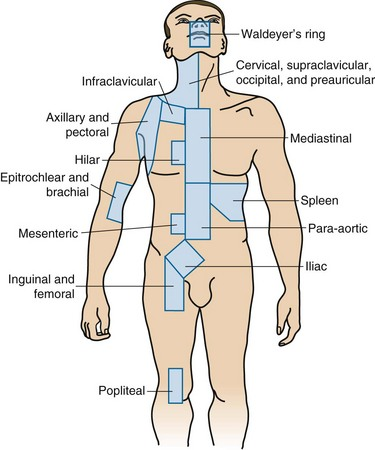 Waldeyer's ring
Cervical, supraclavicular,
occipital, and preauricular
Infraclavicular
Axillary and
pectoral
Mediastinal
Hilar
Epitrochlear and
brachial
Spleen
Mesenteric
Para-aortic
Iliac
Inguinal and
femoral
Popliteal